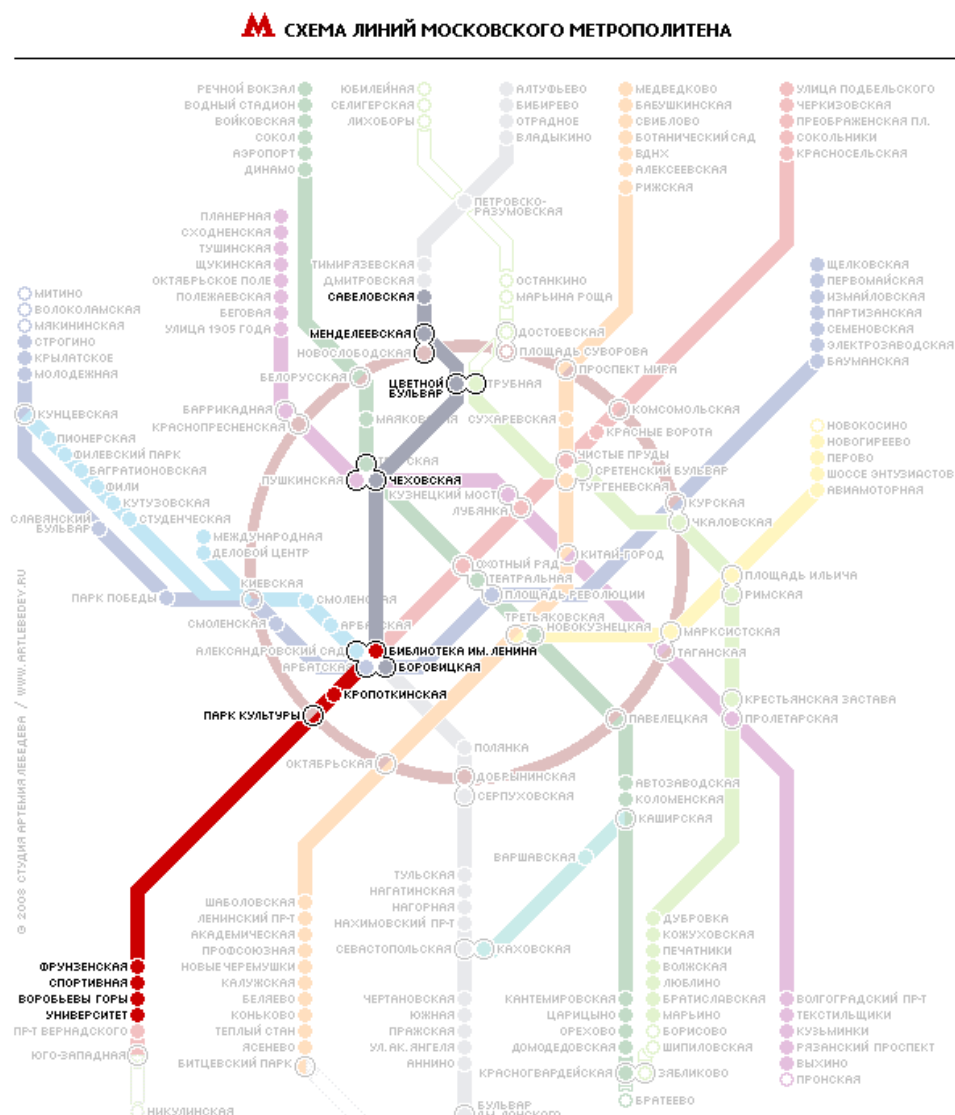 СХЕМА ЛИНИЙ МОСКОВСКОГО МЕТРОПОЛИТЕНА
РЕЧНОЙ ВОКЗАЛ
ВОДНЫЙ СТАДИОН
ВОЙКОВСКАЯ
СОКОЛ
АЭРОПОРТ
ДИНАМО
ЮБИЛЕЙНАЯ
СЕЛИГЕРСКАЯ
ЛИХОБОРЫ
АЛТУФЬЕВО
БИБИРЕВО
ОТРАДНОЕ
ВЛАДЫКИНО
МЕДВЕДКОВО
БАБУШКИНСКАЯ
СВИБЛОВО
БОТАНИЧЕСКИЙ САД
ВДНХ
АЛЕКСЕЕВСКАЯ
РИЖСКАЯ
УЛИЦА ПОДБЕЛЬСКОГО
ЧЕРКИЗОВСКАЯ
ПРЕОБРАЖЕНСКАЯ ПЛ.
СОКОЛЬНИКИ
КРАСНОСЕЛЬСКАЯ
ПЕТРОВСКО-
РАЗУМОВСКАЯ
ПЛАНЕРНАЯ
СХОДНЕНСКАЯ
ТУШИНСКАЯ
ЩУКИНСКАЯ
ОКТЯБРЬСКОЕ ПОЛЕ
ПОЛЕЖАЕВСКАЯ
БЕГОВАЯ
УЛИЦА 1905 ГОДА
ТИМИРЯЗЕВСКАЯ
ДМИТРОВСКАЯ
САВЕЛОВСКАЯ
МЕНДЕЛЕЕВСКАЯ
НОВОСЛОБОДСКАЯ
ОСТАНКИНО
МАРЬИНА РОЩА
ДОСТОЕВСКАЯ
ПЛОЩАДЬ СУВОРОВА
ПРОСПЕКТ МИРА
ЩЕЛКОВСКАЯ
ПЕРВОМАЙСКАЯ
ИЗМАЙЛОВСКАЯ
ПАРТИЗАНСКАЯ
СЕМЕНОВСКАЯ
ЭЛЕКТРОЗАВОДСКАЯ
БАУМАНСКАЯ
МИТИНО
ВОЛОКОЛАМСКАЯ
МЯКИНИНСКАЯ
СТРОГИНО
КРЫЛАТСКОЕ
МОЛОДЕЖНАЯ
БЕЛОРУССКАЯ
ЦВЕТНОЙ
БУЛЬВАР
ТРУБНАЯ
БАРРИКАДНАЯ
КРАСНОПРЕСНЕНСКАЯ
МАЯКОВСКАЯ
СУХАРЕВСКАЯ
КОМСОМОЛЬСКАЯ
КРАСНЫЕ ВОРОТА
КУНЦЕВСКАЯ
ПИОНЕРСКАЯ
ФИЛЕВСКИЙ ПАРК
БАГРАТИОНОВСКАЯ
ФИЛИ
КУТУЗОВСКАЯ
СТУДЕНЧЕСКАЯ
СЛАВЯНСКИЙ
БУЛЬВАР
НОВОКОСИНО
НОВОГИРЕЕВО
ПЕРОВО
ШОССЕ ЭНТУЗИАСТОВ
АВИАМОТОРНАЯ
ТВЕРСКАЯ
ПУШКИНСКАЯ
ЧЕХОВСКАЯ
КУЗНЕЦКИЙ МОСТ
ЛУБЯНКА
ЧИСТЫЕ ПРУДЫ
СРЕТЕНСКИЙ БУЛЬВАР
ТУРГЕНЕВСКАЯ
КУРСКАЯ
ЧКАЛОВСКАЯ
МЕЖДУНАРОДНАЯ
ДЕЛОВОЙ ЦЕНТР
КИЕВСКАЯ
СМОЛЕНСКАЯ
АРБАТСКАЯ
ПАРК ПОБЕДЫ
СМОЛЕНСКАЯ
ОХОТНЫЙ РЯД
ТЕАТРАЛЬНАЯ
ПЛОЩАДЬ РЕВОЛЮЦИИ
КИТАЙ-ГОРОД
ТРЕТЬЯКОВСКАЯ
НОВОКУЗНЕЦКАЯ
ПЛОЩАДЬ ИЛЬИЧА
РИМСКАЯ
МАРКСИСТСКАЯ
ТАГАНСКАЯ
АЛЕКСАНДРОВСКИЙ САД
БИБЛИОТЕКА ИМ. ЛЕНИНА
АРБАТСКАЯ
БОРОВИЦКАЯ
КРОПОТКИНСКАЯ
ПАРК КУЛЬТУРЫ
КРЕСТЬЯНСКАЯ ЗАСТАВА
ПРОЛЕТАРСКАЯ
ПАВЕЛЕЦКАЯ
ПОЛЯНКА
ОКТЯБРЬСКАЯ
ДОБРЫНИНСКАЯ
СЕРПУХОВСКАЯ
АВТОЗАВОДСКАЯ
КОЛОМЕНСКАЯ
КАШИРСКАЯ
ВАРШАВСКАЯ
ТУЛЬСКАЯ
НАГАТИНСКАЯ
НАГОРНАЯ
НАХИМОВСКИЙ ПР-Т
СЕВАСТОПОЛЬСКАЯ
КАХОВСКАЯ
ШАБОЛОВСКАЯ
ЛЕНИНСКИЙ ПР-Т
АКАДЕМИЧЕСКАЯ
ПРОФСОЮЗНАЯ
НОВЫЕ ЧЕРЕМУШКИ
КАЛУЖСКАЯ
БЕЛЯЕВО
КОНЬКОВО
ТЕПЛЫЙ СТАН
ЯСЕНЕВО
БИТЦЕВСКИЙ ПАРК
ДУБРОВКА
КОЖУХОВСКАЯ
ПЕЧАТНИКИ
ВОЛЖСКАЯ
ЛЮБЛИНО
БРАТИСЛАВСКАЯ
МАРЬИНО
БОРИСОВО
ШИПИЛОВСКАЯ
ЗЯБЛИКОВО
ФРУНЗЕНСКАЯ
СПОРТИВНАЯ
ВОРОБЬЕВЫ ГОРЫ
УНИВЕРСИТЕТ
ПР-Т ВЕРНАДСКОГО
ЮГО-ЗАПАДНАЯ
НИКУЛИНСКАЯ
ЧЕРТАНОВСКАЯ
ЮЖНАЯ
ПРАЖСКАЯ
УЛ. АК. ЯНГЕЛЯ
АННИНО
БУЛЬВАР
ДМ. ДОНСКОГО
КАНТЕМИРОВСКАЯ
ЦАРИЦЫНО
ОРЕХОВО
ДОМОДЕДОВСКАЯ
КРАСНОГВАРДЕЙСКАЯ
БРАТЕЕВО
ВОЛГОГРАДСКИЙ ПР-Т
ТЕКСТИЛЬЩИКИ
КУЗЬМИНКИ
РЯЗАНСКИЙ ПРОСПЕКТ
ВЫХИНО
ПРОНСКАЯ
© 2008 СТУДИЯ АРТЕМИЯ ЛЕБЕДЕВА / WWW.ARTLEBEDEV.RU